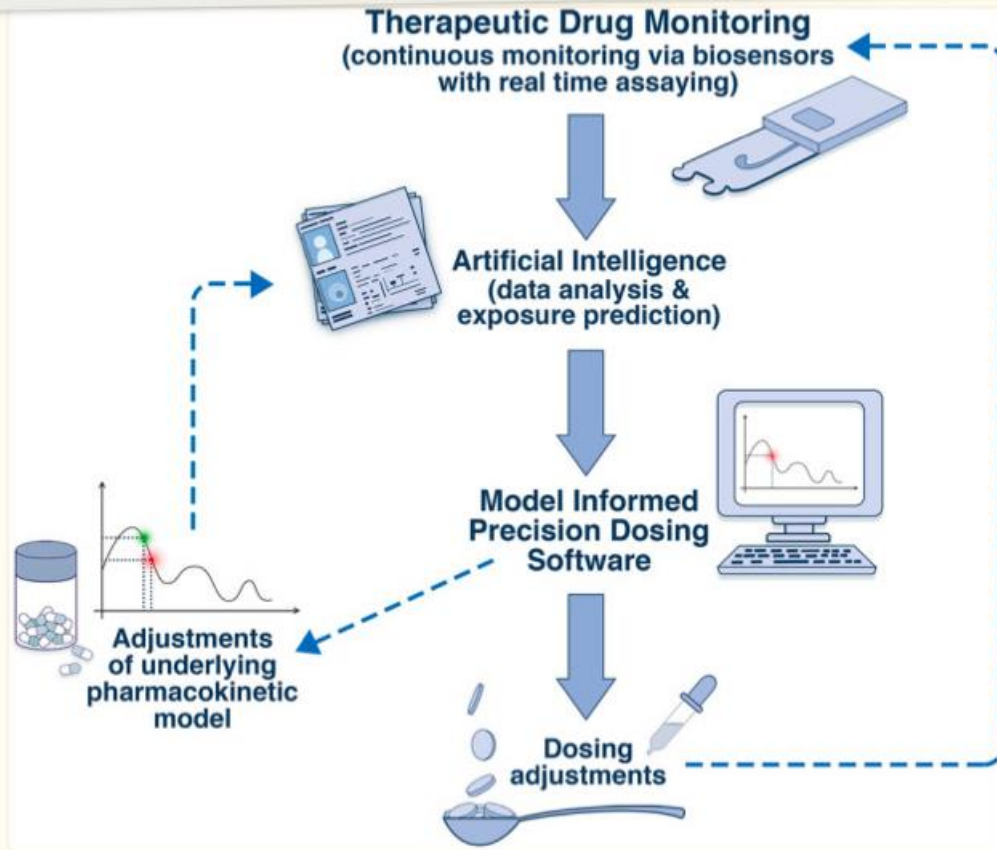 Therapeutic Drug Monitoring
(continuous monitoring via biosensors
with real time assaying)
Artificial Intelligence
(data analysis &
exposure prediction)
Model Informed
Precision Dosing
Software
Adjustments
of underlying
pharmacokinetic
model
Dosing
adjustments